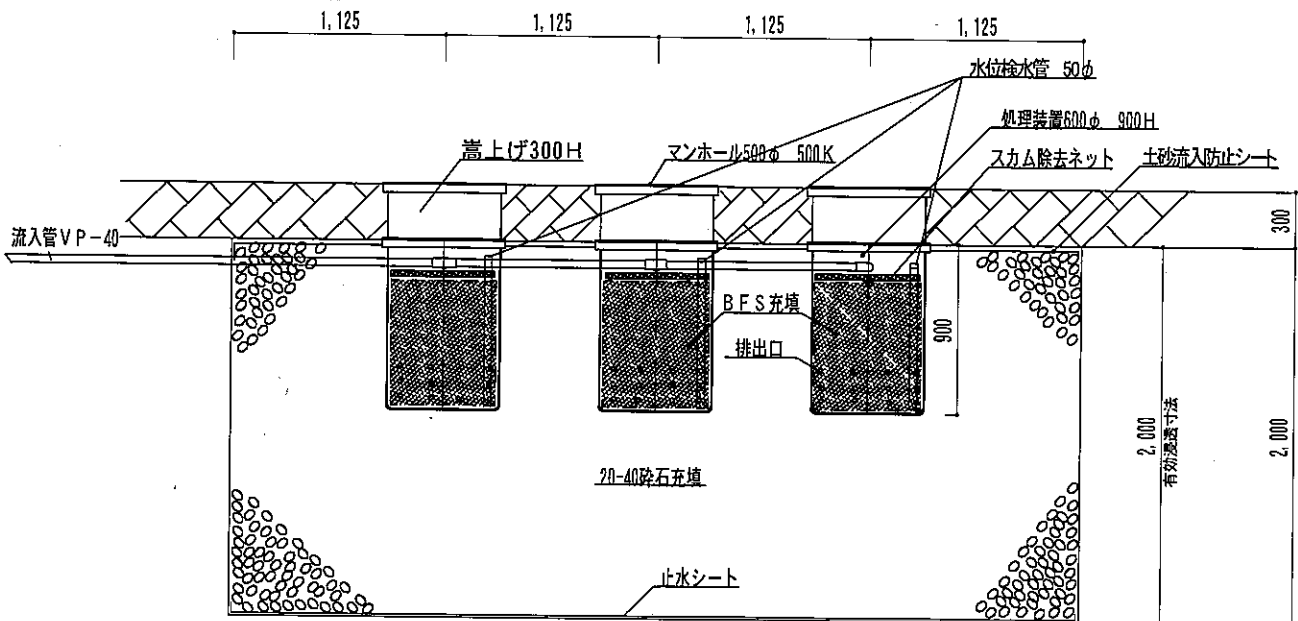 1,125
1,125
1,125
1,125
水位検水管 50φ
処理装置600φ 900H
嵩上げ300H
マンホール500φ 500K
スカム除去ネット
土砂流入防止シート
流入管VP-40
300
BFS充填
排出口
900
2,000
有効浸透寸法
2,000
20-40砕石充填
止水シート